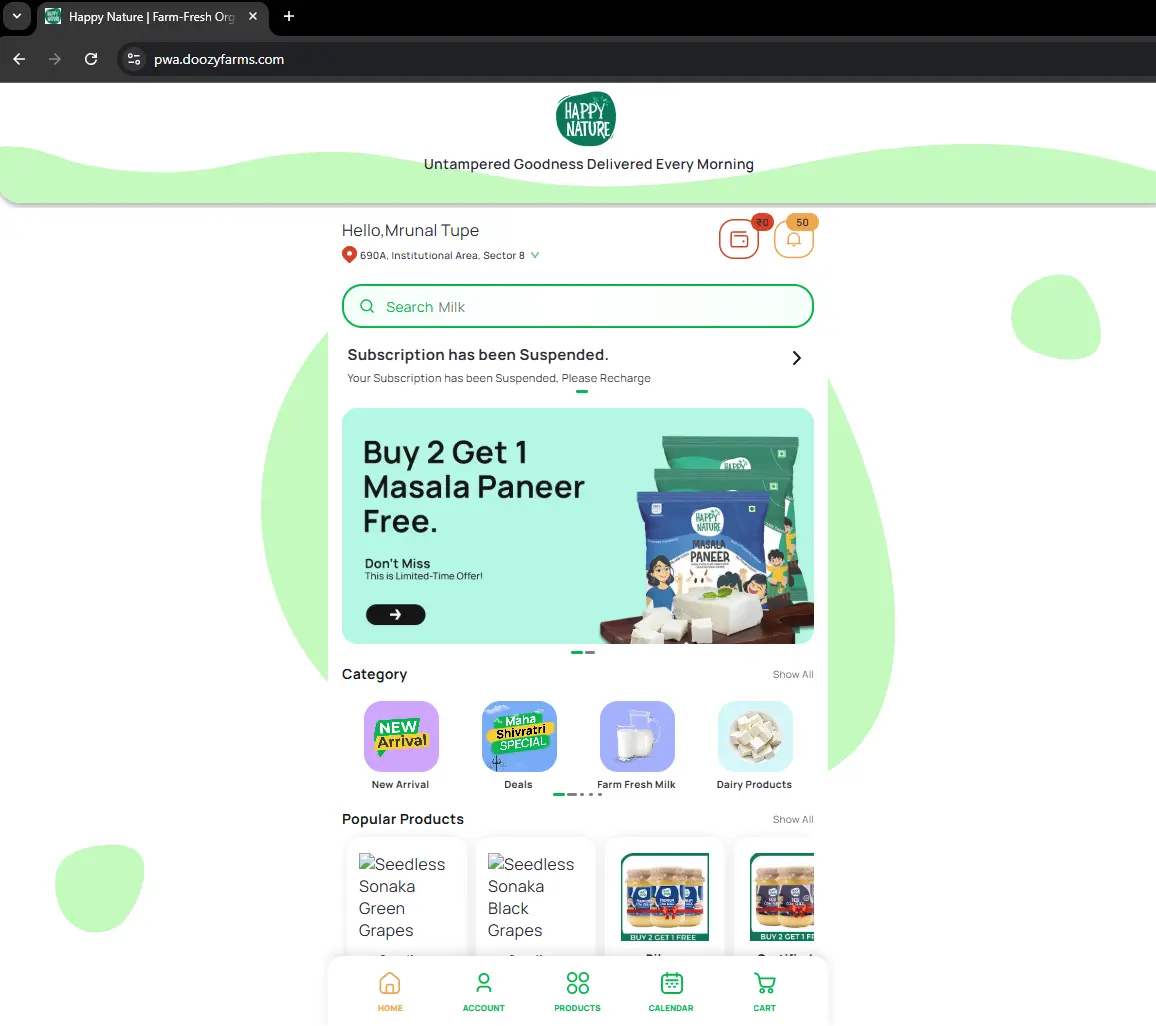 Happy Nature | Farm-Fresh Org
pwa.doozyfarms.com
HAPPY
NATURE
Untampered Goodness Delivered Every Morning
Hello,Mrunal Tupe
₹0
50
690A, Institutional Area, Sector 8
Search Milk
Subscription has been Suspended.
Your Subscription has been Suspended, Please Recharge
Buy 2 Get 1
Masala Paneer
Free.
Don't Miss
This is Limited-Time Offer!
HAPPY
HAPPY
NATURE
MASALA
PANEER
Category
Show All
NEW
Arrival
Maha
Shivratri
SPECIAL
New Arrival
Deals
Farm Fresh Milk
Dairy Products
Popular Products
Show All
Seedless
Sonaka
Green
Grapes
Seedless
Sonaka
Black
Grapes
BUY 2 GET 1 FREE
BUY 2 GET 1 FR
HOME
ACCOUNT
PRODUCTS
CALENDAR
CART